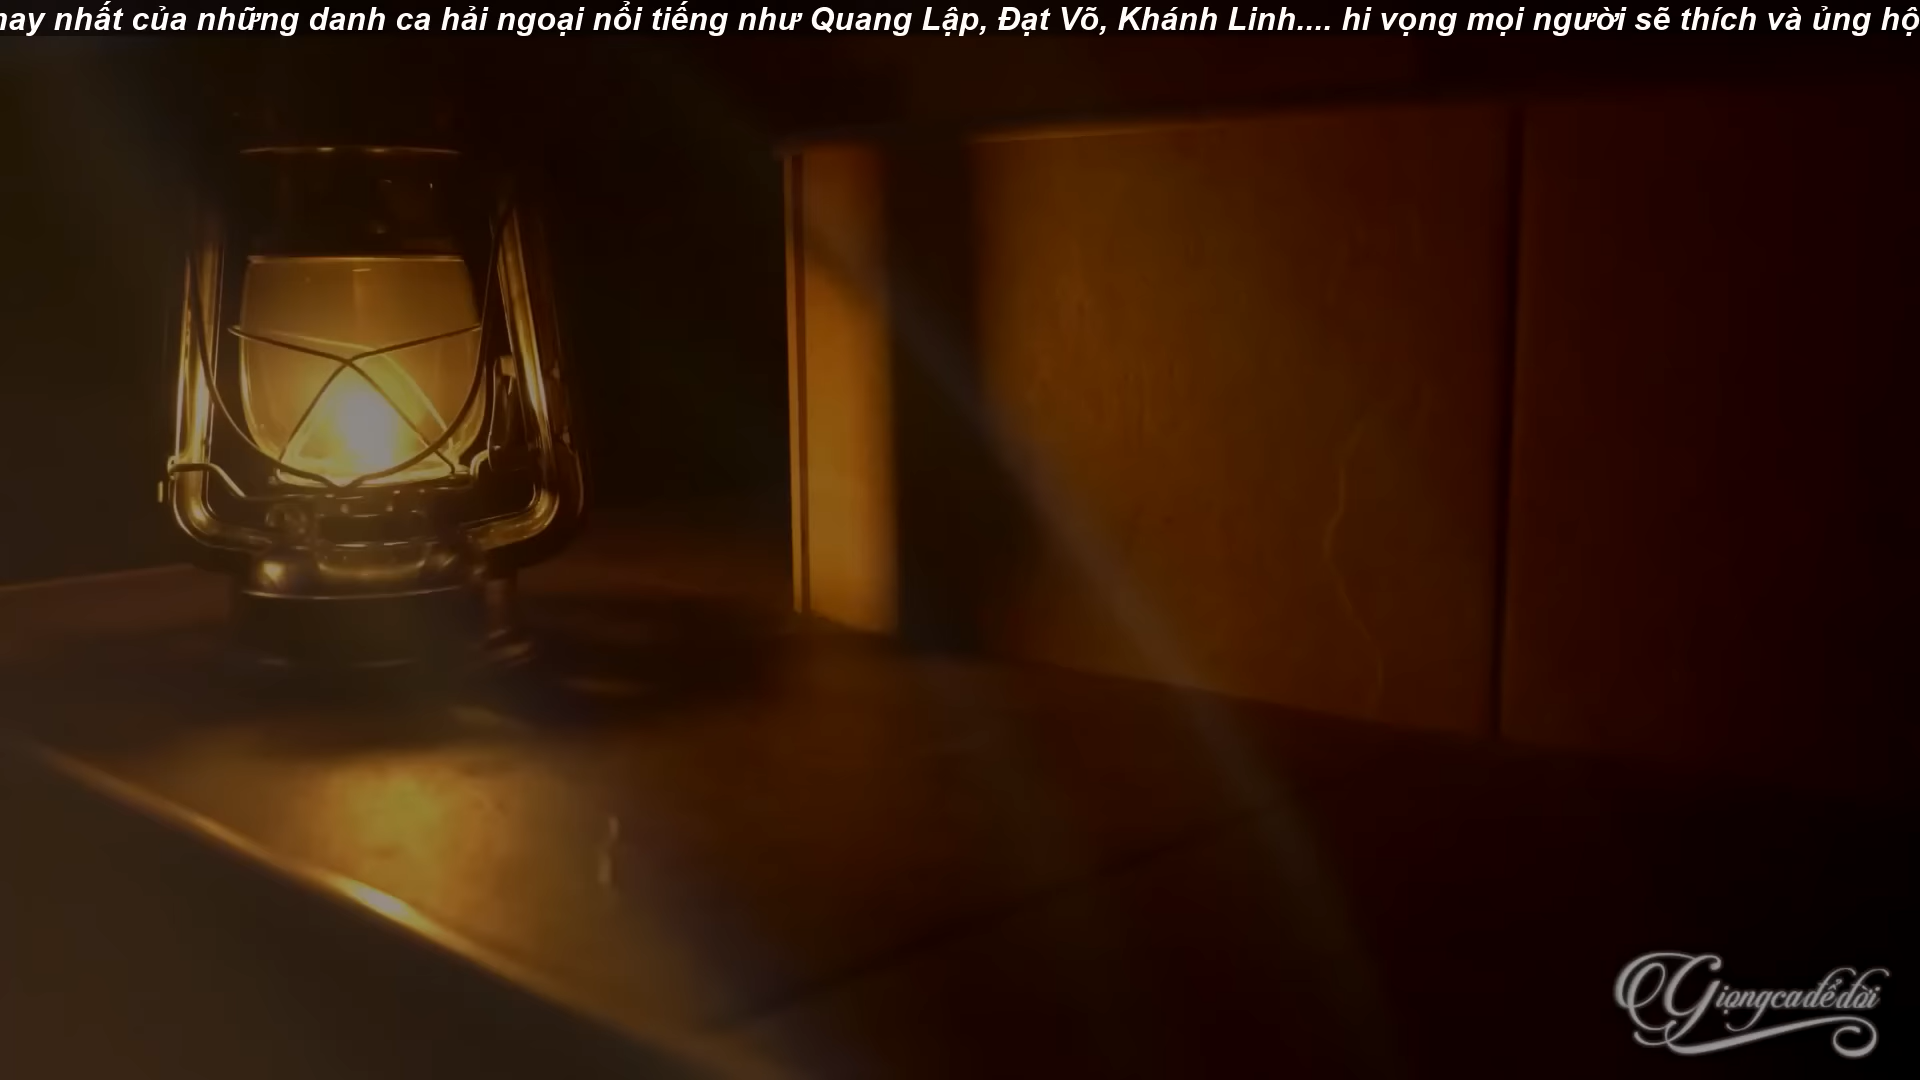 hay nhất của những danh ca hải ngoại nổi tiếng như Quang Lập, Đạt Võ, Khánh Linh.... hi vọng mọi người sẽ thích và ủng hộ
Giọngcađểđời